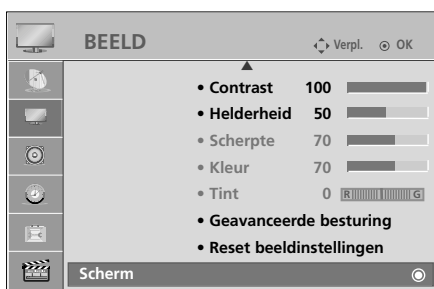 BEELD Verpl. OK
• Contrast 100
• Helderheid 50
• Scherpte 70
• Kleur 70
• Tint 0 R G
• Geavanceerde besturing
• Reset beeldinstellingen
Scherm